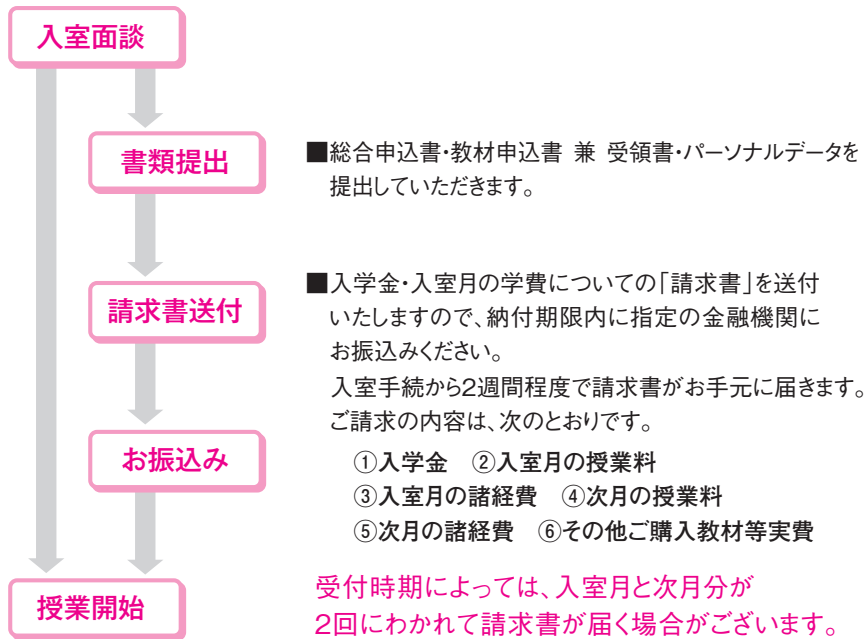 入室面談
書類提出
■総合申込書・教材申込書 兼 受領書・パーソナルデータを
提出していただきます。
請求書送付
■入学金・入室月の学費についての「請求書」を送付
いたしますので、納付期限内に指定の金融機関に
お振込みください。
入室手続から2週間程度で請求書がお手元に届きます。
ご請求の内容は、次のとおりです。
お振込み
①入学金 ②入室月の授業料
③入室月の諸経費 ④次月の授業料
⑤次月の諸経費 ⑥その他ご購入教材等実費
授業開始
受付時期によっては、入室月と次月分が
2回にわかれて請求書が届く場合がございます。